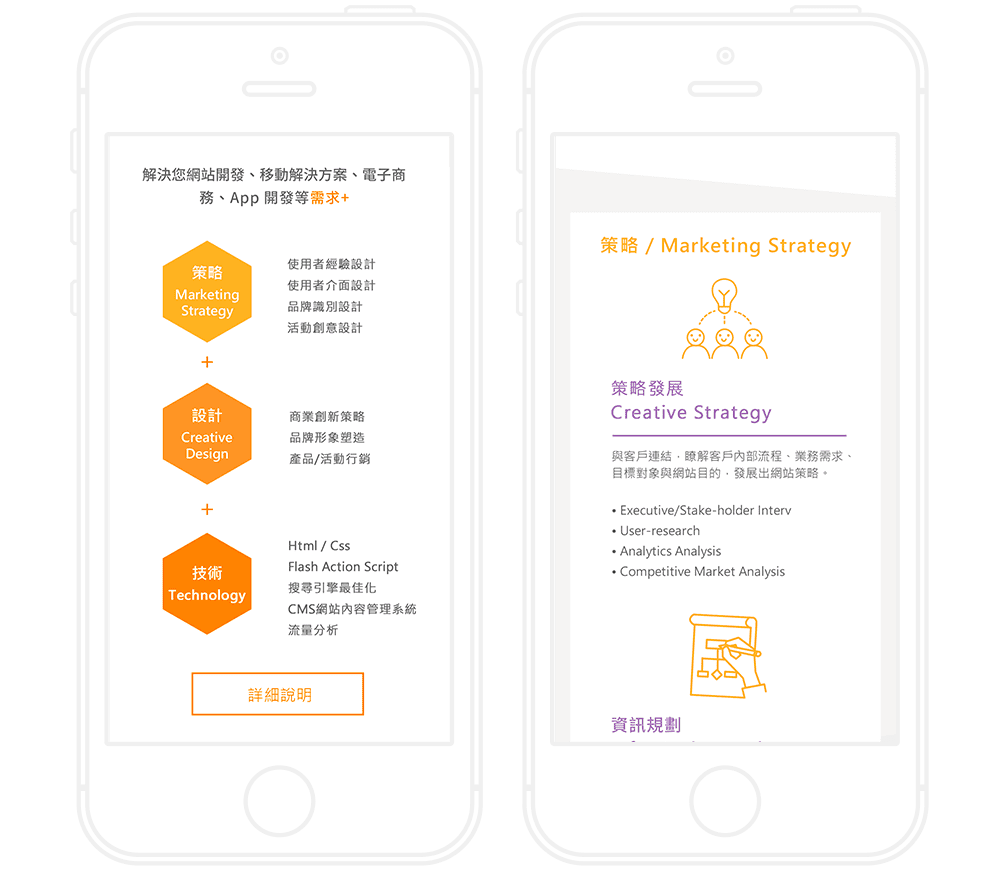 解決您網站開發、移動解決方案、電子商
務、App 開發等需求+
策略
Marketing
Strategy
使用者經驗設計
使用者介面設計
品牌識別設計
活動創意設計
+
設計
Creative
Design
商業創新策略
品牌形象塑造
產品/活動行銷
+
技術
Technology
Html / Css
Flash Action Script
搜尋引擎最佳化
CMS網站內容管理系統
流量分析
詳細說明
策略 / Marketing Strategy
策略發展
Creative Strategy
與客戶連結，瞭解客戶內部流程、業務需求、
目標對象與網站目的，發展出網站策略。
• Executive/Stake-holder Interv
• User-research
• Analytics Analysis
• Competitive Market Analysis
資訊規劃